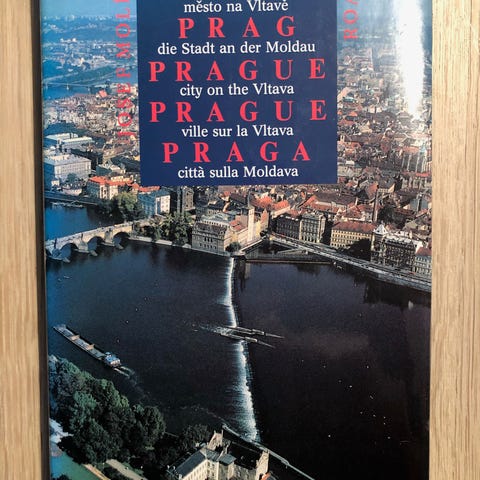 město na Vltavě
PRAG
die Stadt an der Moldau
PRAGUE
city on the Vltava
PRAGUE
ville sur la Vltava
PRAGA
città sulla Moldava